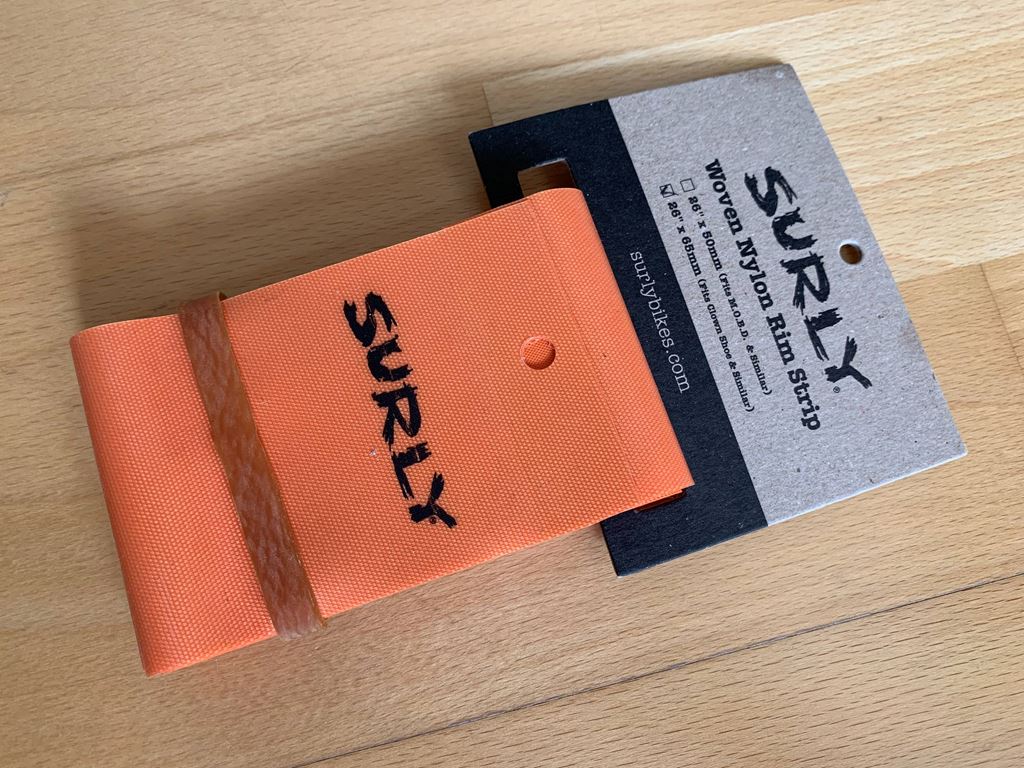 SURLY®
Woven Nylon Rim Strip
26" x 50mm (Fits M.O.B.D. & Similar)
26" x 65mm (Fits Clown Shoe & Similar)
surlybikes.com
SURLY®